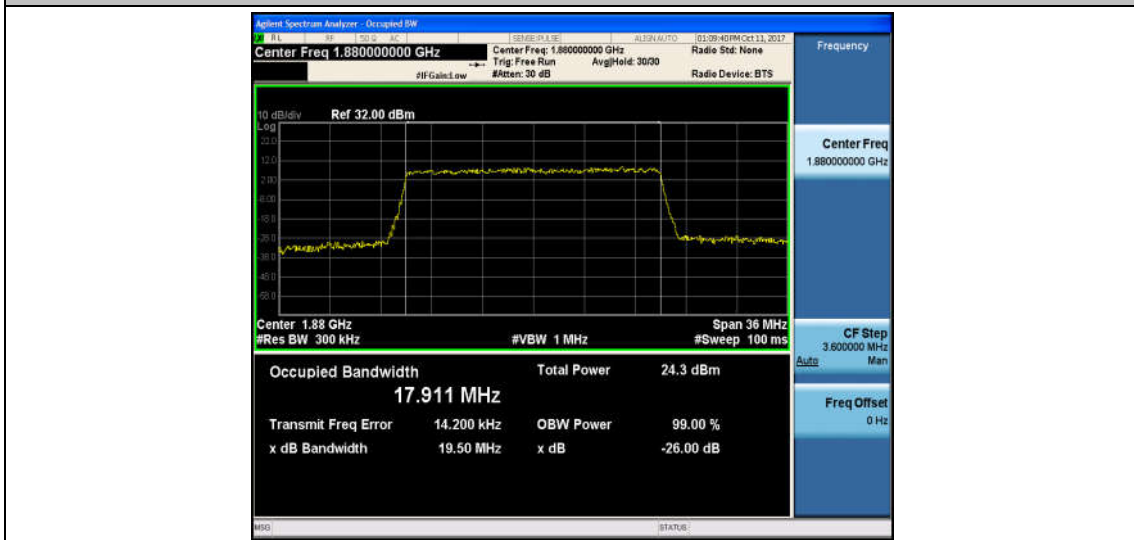 Agilent Spectrum Analyzer - Occupied BW
RL RF 50 Ω AC SENSE:PULSE ALIGN AUTO 01:09:40 PM Oct 11, 2017
Center Freq 1.880000000 GHz
Center Freq: 1.880000000 GHz
Radio Std: None
Trig: Free Run Avg|Hold: 30/30
#IFGain:Low
#Atten: 30 dB
Radio Device: BTS
10 dB/div Ref 32.00 dBm
Log
22.0
12.0
2.00
-8.00
-18.0
-28.0
-38.0
-48.0
-58.0
Center 1.88 GHz
Span 36 MHz
#Res BW 300 kHz
#VBW 1 MHz
#Sweep 100 ms
Occupied Bandwidth
17.911 MHz
Total Power 24.3 dBm
Transmit Freq Error 14.200 kHz
OBW Power 99.00 %
x dB Bandwidth 19.50 MHz
x dB -26.00 dB
MSG
STATUS
Frequency
Center Freq
1.880000000 GHz
CF Step
3.600000 MHz
Auto Man
Freq Offset
0 Hz